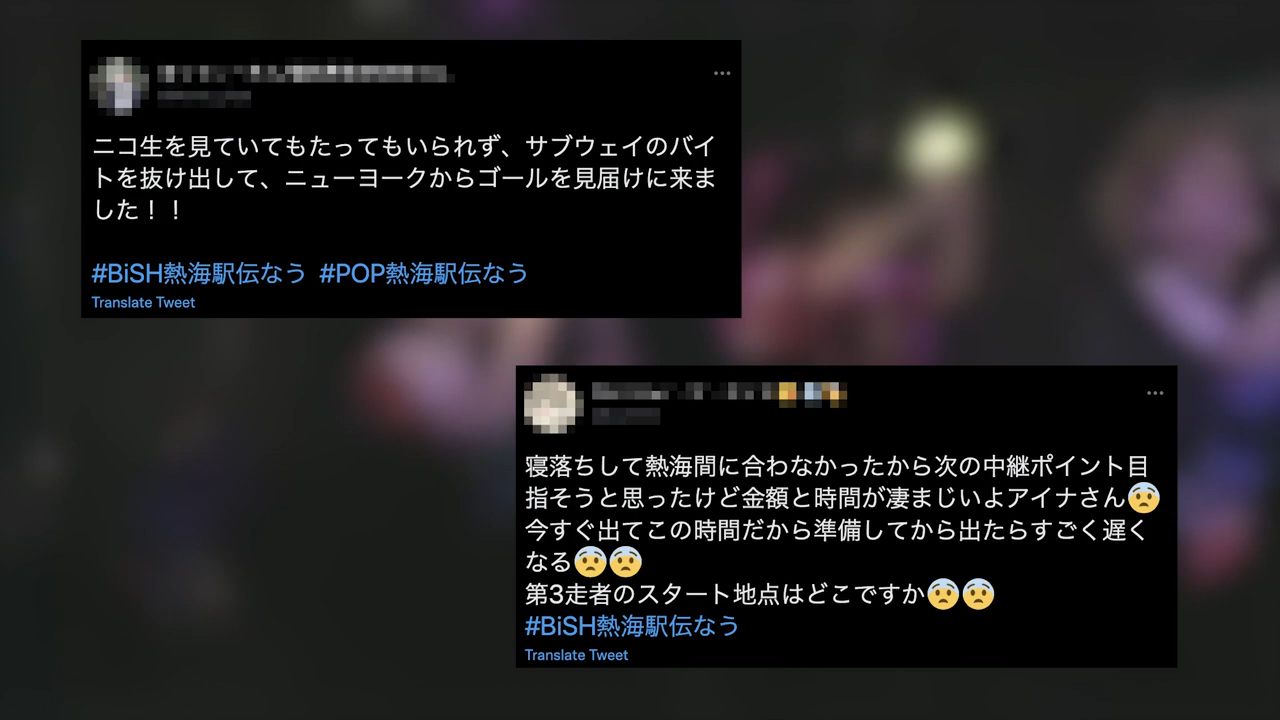 ニコ生を見ていてもたってもいられず、サブウェイのバイ
トを抜け出して、ニューヨークからゴールを見届けに来ま
した！！
#BiSH熱海駅伝なう #POP熱海駅伝なう
Translate Tweet
寝落ちして熱海間に合わなかったから次の中継ポイント目
指そうと思ったけど金額と時間が凄まじいよアイナさん😨
今すぐ出てこの時間だから準備してから出たらすごく遅く
なる😨😨
第3走者のスタート地点はどこですか😨😨
#BiSH熱海駅伝なう
Translate Tweet